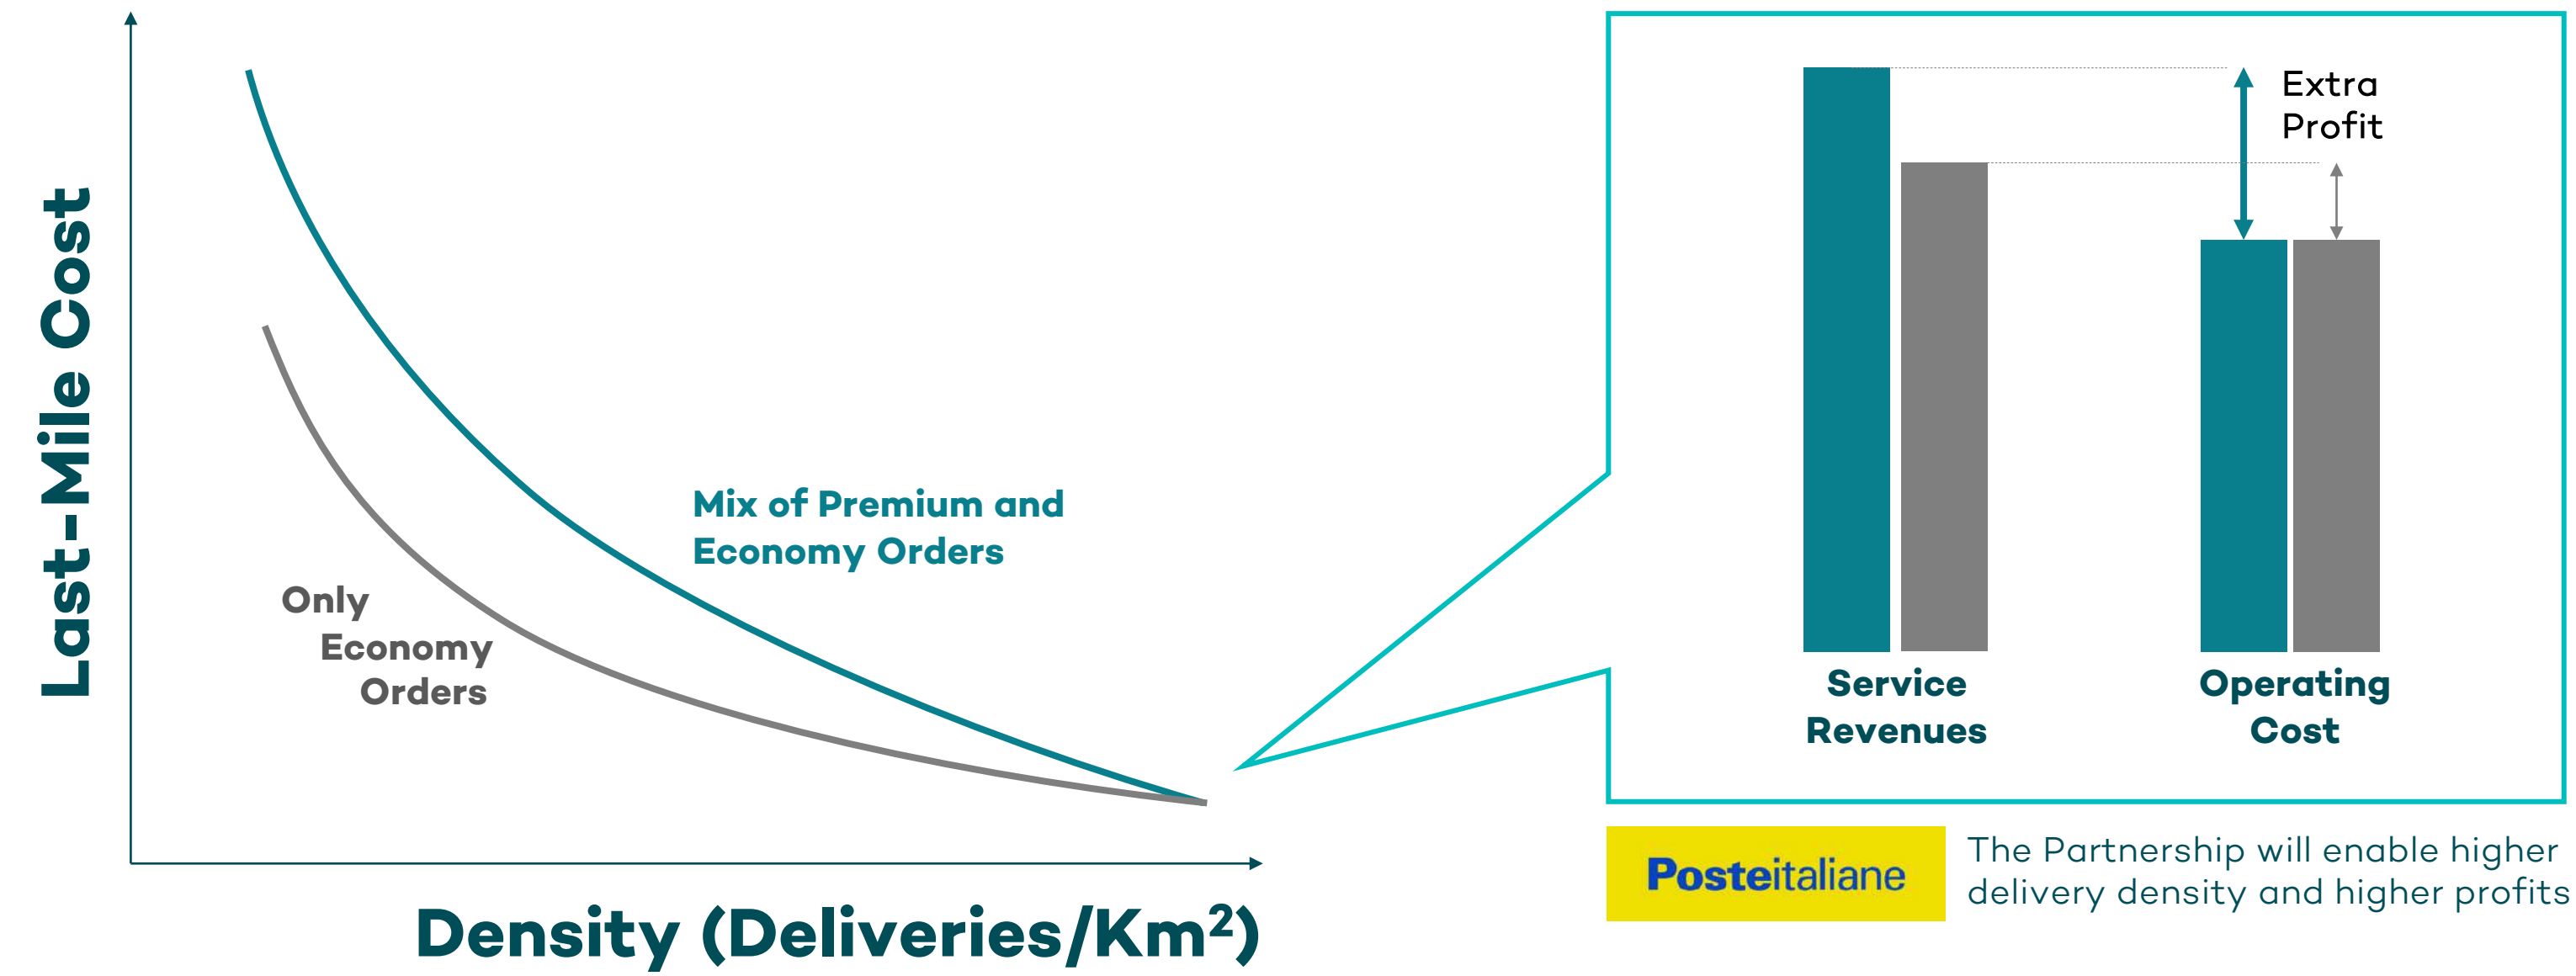 Last-Mile Cost
Mix of Premium and
Economy Orders
Only
Economy
Orders
Density (Deliveries/Km²)
Extra
Profit
Service
Revenues
Operating
Cost
Posteitaliane
The Partnership will enable higher
delivery density and higher profits